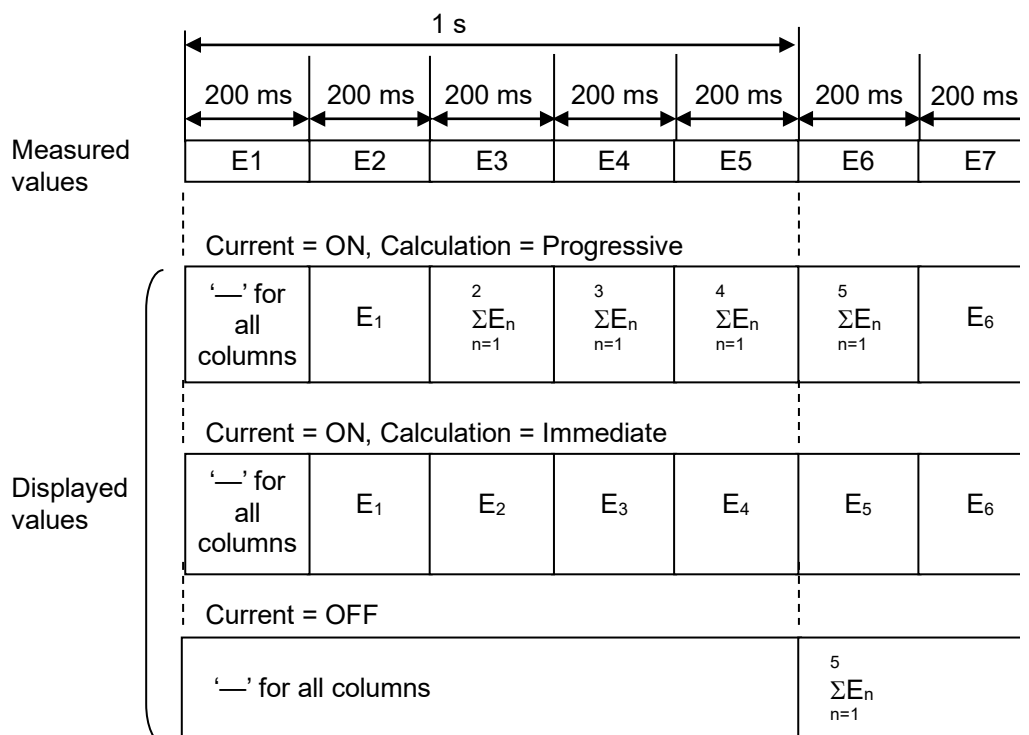 1 s
200 ms 200 ms 200 ms 200 ms 200 ms 200 ms 200 ms
Measured
values
E1 E2 E3 E4 E5 E6 E7
Current = ON, Calculation = Progressive
‘—’ for
all
columns
E1
2
ΣEn
n=1
3
ΣEn
n=1
4
ΣEn
n=1
5
ΣEn
n=1
E6
Current = ON, Calculation = Immediate
Displayed
values
‘—’ for
all
columns
E1 E2 E3 E4 E5 E6
Current = OFF
‘—’ for all columns
5
ΣEn
n=1